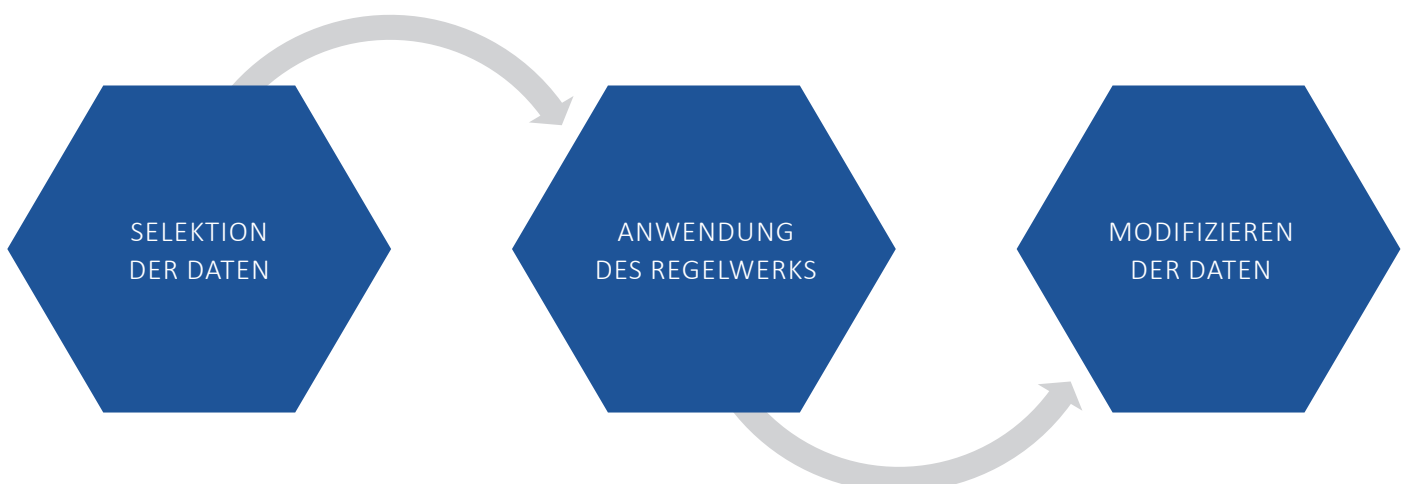 SELEKTION
DER DATEN
ANWENDUNG
DES REGELWERKS
MODIFIZIEREN
DER DATEN